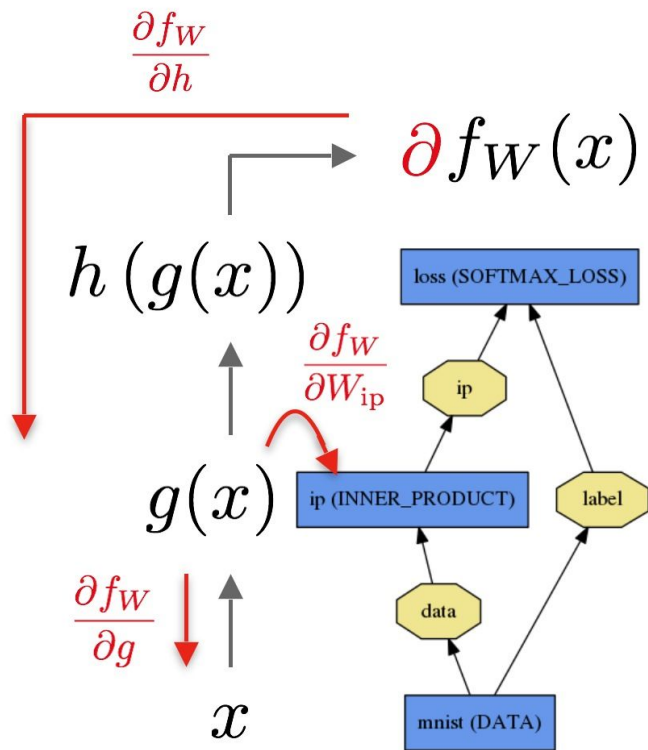 ∂f_W/∂h
∂f_W(x)
h(g(x))
loss (SOFTMAX_LOSS)
∂f_W/∂W_ip
ip
g(x)
ip (INNER_PRODUCT)
label
∂f_W/∂g
data
x
mnist (DATA)